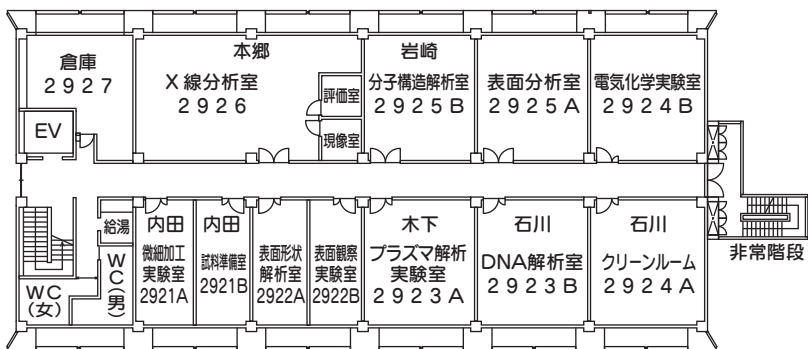 倉庫
２９２７
EV
本郷
Ｘ線分析室
２９２６
評価室
現像室
岩崎
分子構造解析室
２９２５Ｂ
表面分析室
２９２５Ａ
電気化学実験室
２９２４Ｂ
給湯
ＷＣ
(女)
ＷＣ
(男)
内田
微細加工
実験室
2921A
内田
試料準備室
2921B
表面形状
解析室
2922A
表面観察
実験室
2922B
木下
プラズマ解析
実験室
２９２３Ａ
石川
DNA解析室
２９２３Ｂ
石川
クリーンルーム
２９２４Ａ
非常階段